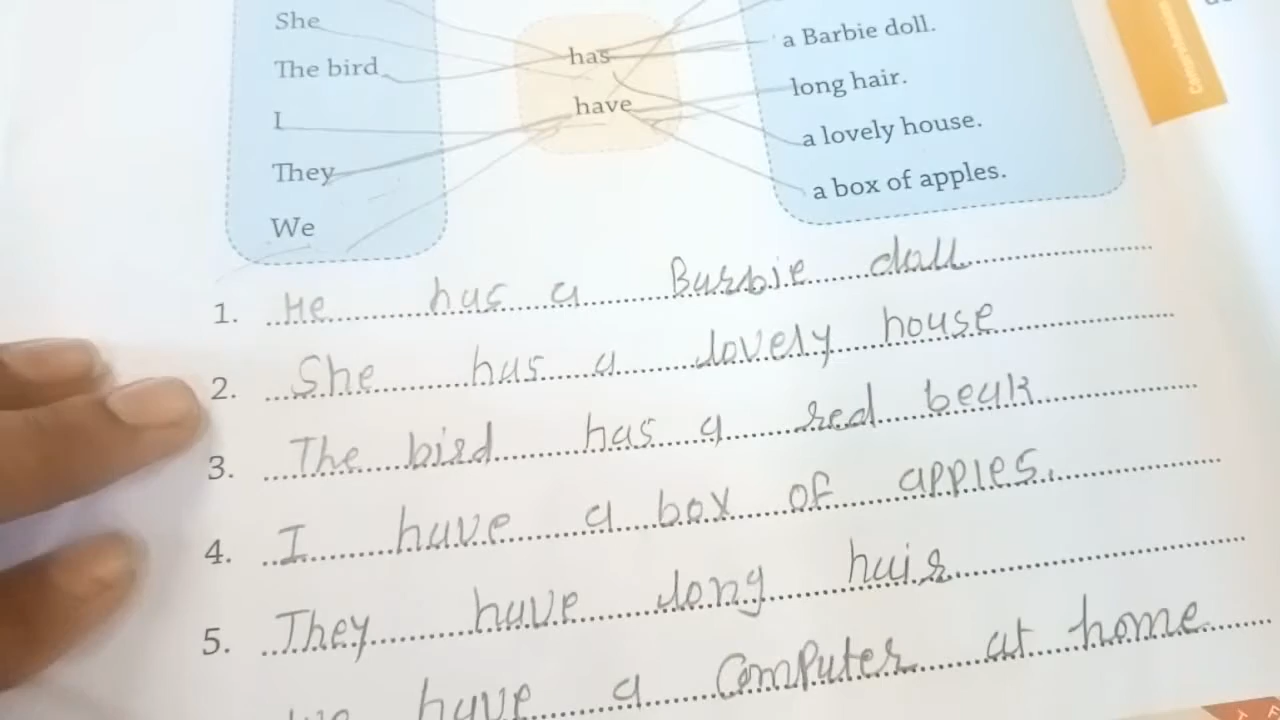 She
The bird
I
They
We
has
have
a Barbie doll.
long hair.
a lovely house.
a box of apples.
1. He has a Barbie doll
2. She has a lovely house
3. The bird has a red beak
4. I have a box of apples.
5. They have long hair
We have a computer at home